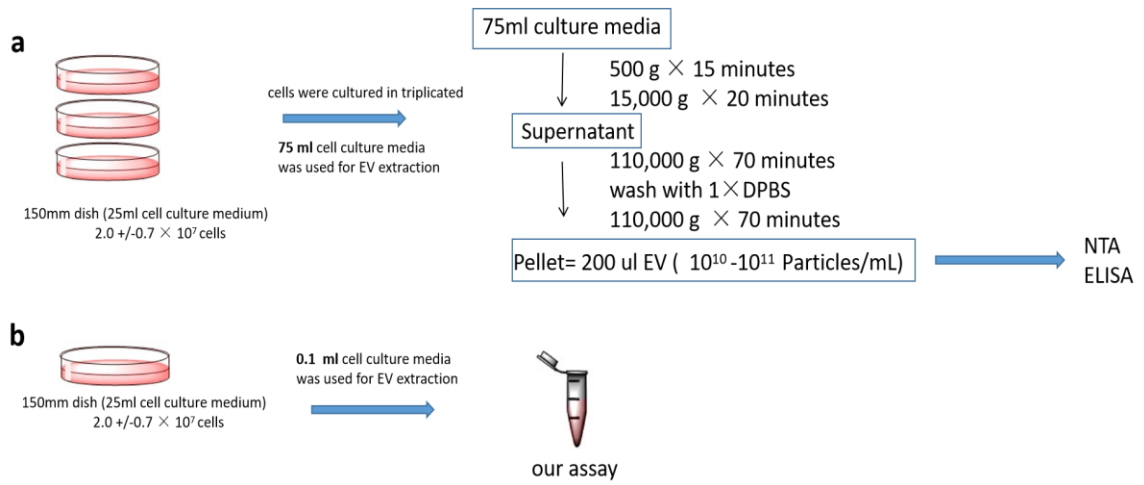 a
cells were cultured in triplicated
75 ml cell culture media
was used for EV extraction
150mm dish (25ml cell culture medium)
2.0 +/-0.7 × 10⁷ cells
75ml culture media
500 g × 15 minutes
15,000 g × 20 minutes
Supernatant
110,000 g × 70 minutes
wash with 1×DPBS
110,000 g × 70 minutes
Pellet= 200 ul EV ( 10¹⁰ -10¹¹ Particles/mL)
NTA
ELISA
b
0.1 ml cell culture media
was used for EV extraction
150mm dish (25ml cell culture medium)
2.0 +/-0.7 × 10⁷ cells
our assay